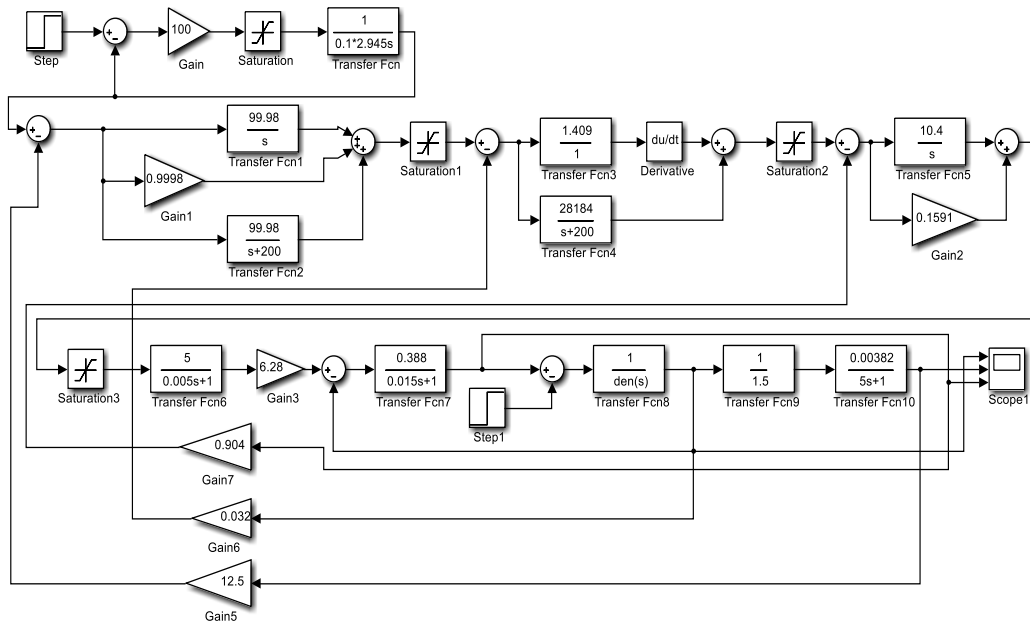 Step
100
Gain
Saturation
1
0.1*2.945s
Transfer Fcn
99.98
s
Transfer Fcn1
0.9998
Gain1
99.98
s+200
Transfer Fcn2
Saturation1
1.409
1
Transfer Fcn3
du/dt
Derivative
28184
s+200
Transfer Fcn4
Saturation2
10.4
s
Transfer Fcn5
0.1591
Gain2
Saturation3
5
0.005s+1
Transfer Fcn6
6.28
Gain3
0.388
0.015s+1
Transfer Fcn7
Step1
1
den(s)
Transfer Fcn8
1
1.5
Transfer Fcn9
0.00382
5s+1
Transfer Fcn10
Scope1
0.904
Gain7
0.032
Gain6
12.5
Gain5